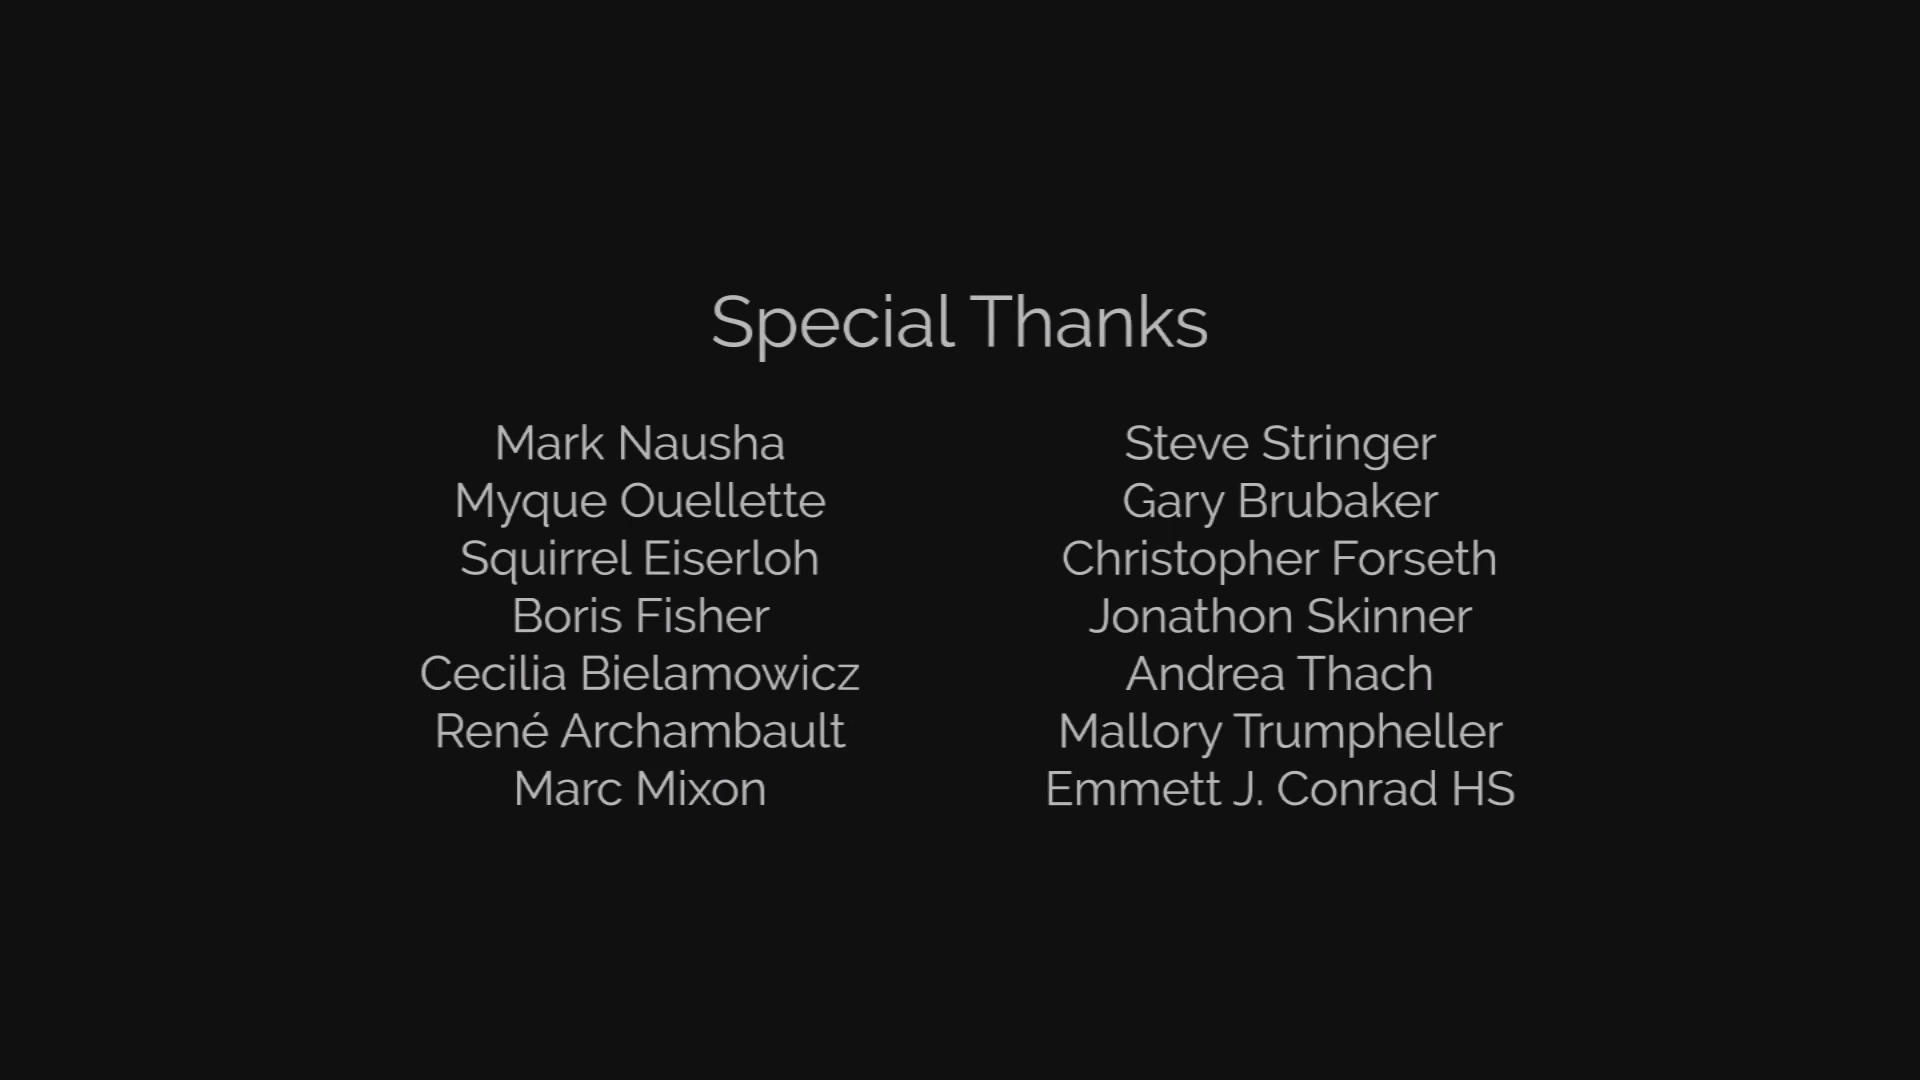 Special Thanks
Mark Nausha
Myque Ouellette
Squirrel Eiserloh
Boris Fisher
Cecilia Bielamowicz
René Archambault
Marc Mixon
Steve Stringer
Gary Brubaker
Christopher Forseth
Jonathon Skinner
Andrea Thach
Mallory Trumpheller
Emmett J. Conrad HS